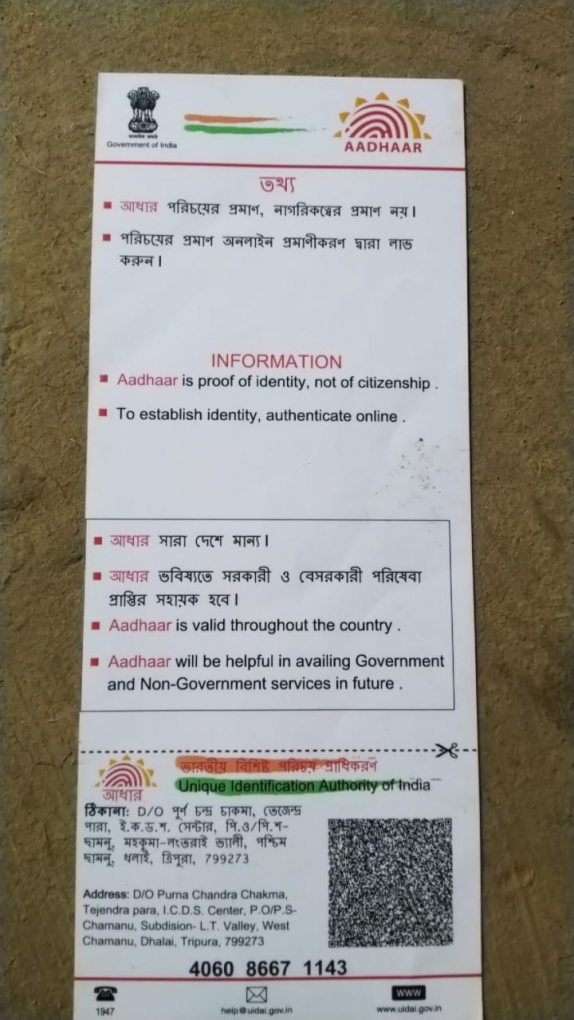 सत्यमेव जयते
Government of India
AADHAAR
তথ্য
আধার পরিচয়ের প্রমাণ, নাগরিকত্বের প্রমাণ নয়।
পরিচয়ের প্রমাণ অনলাইন প্রমাণীকরণ দ্বারা লাভ
করুন।
INFORMATION
Aadhaar is proof of identity, not of citizenship .
To establish identity, authenticate online .
আধার সারা দেশে মান্য।
আধার ভবিষ্যতে সরকারী ও বেসরকারী পরিষেবা
প্রাপ্তির সহায়ক হবে।
Aadhaar is valid throughout the country .
Aadhaar will be helpful in availing Government
and Non-Government services in future .
ভারতীয় বিশিষ্ট পরিচয় প্রাধিকরণ
Unique Identification Authority of India
আধার
ঠিকানা: D/O পূর্ণ চন্দ্র চাকমা, তেজেন্দ্র
পারা, ই.ক.ড.শ. সেন্টার, পি.ও/পি.শ-
ছামনু, মহকুমা-লংতরাই ভ্যালী, পশ্চিম
ছামনু, ধলাই, ত্রিপুরা, 799273
Address: D/O Purna Chandra Chakma,
Tejendra para, I.C.D.S. Center, P.O/P.S-
Chamanu, Subdision- L.T. Valley, West
Chamanu, Dhalai, Tripura, 799273
4060 8667 1143
1947
help@uidai.gov.in
www
www.uidai.gov.in